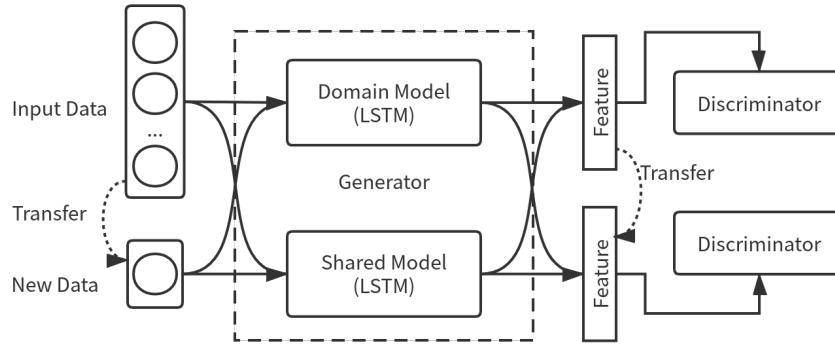 Input Data
...
Transfer
New Data
Domain Model
(LSTM)
Generator
Shared Model
(LSTM)
Feature
Transfer
Feature
Discriminator
Discriminator